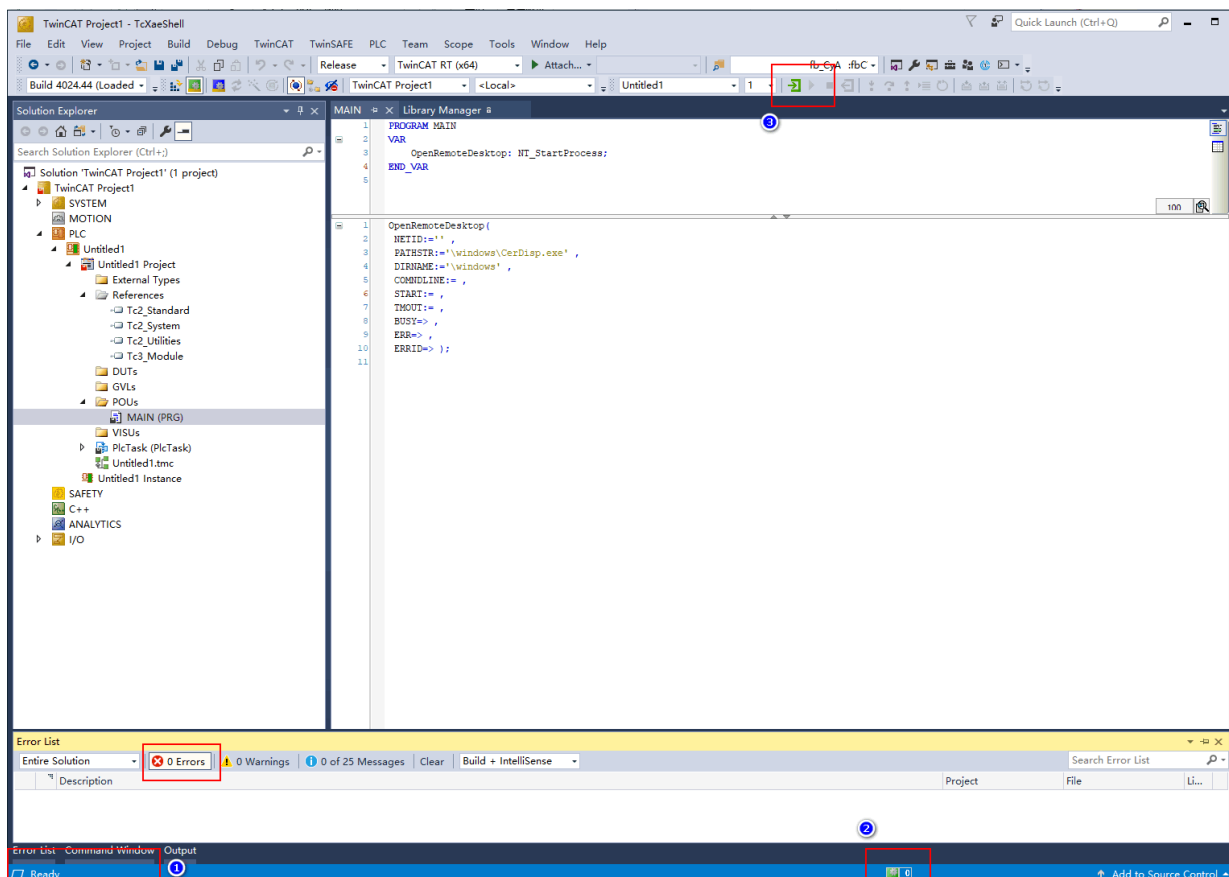 TwinCAT Project1 - TcXaeShell
Quick Launch (Ctrl+Q)
File Edit View Project Build Debug TwinCAT TwinSAFE PLC Team Scope Tools Window Help
Release TwinCAT RT (x64) Attach...
Build 4024.44 (Loaded TwinCAT Project1 <Local> Untitled1 1
3
Solution Explorer
MAIN Library Manager
Search Solution Explorer (Ctrl+;)
Solution 'TwinCAT Project1' (1 project)
TwinCAT Project1
SYSTEM
MOTION
PLC
Untitled1
Untitled1 Project
External Types
References
Tc2_Standard
Tc2_System
Tc2_Utilities
Tc3_Module
DUTs
GVLs
POUs
MAIN (PRG)
VISUs
PlcTask (PlcTask)
Untitled1.tmc
Untitled1 Instance
SAFETY
C++
ANALYTICS
I/O
1 PROGRAM MAIN
2 VAR
3 OpenRemoteDesktop: NT_StartProcess;
4 END_VAR
5
100
1 OpenRemoteDesktop(
2 NETID:='' ,
3 PATHSTR:='\windows\CerDisp.exe' ,
4 DIRNAME:='\windows' ,
5 COMNDLINE:= ,
6 START:= ,
7 TMOUT:= ,
8 BUSY=> ,
9 ERR=> ,
10 ERRID=> );
11
Error List
Entire Solution 0 Errors 0 Warnings 0 of 25 Messages Clear Build + IntelliSense
Search Error List
Description Project File Li...
2
Error List Command Window Output
1
Ready 0 Add to Source Control